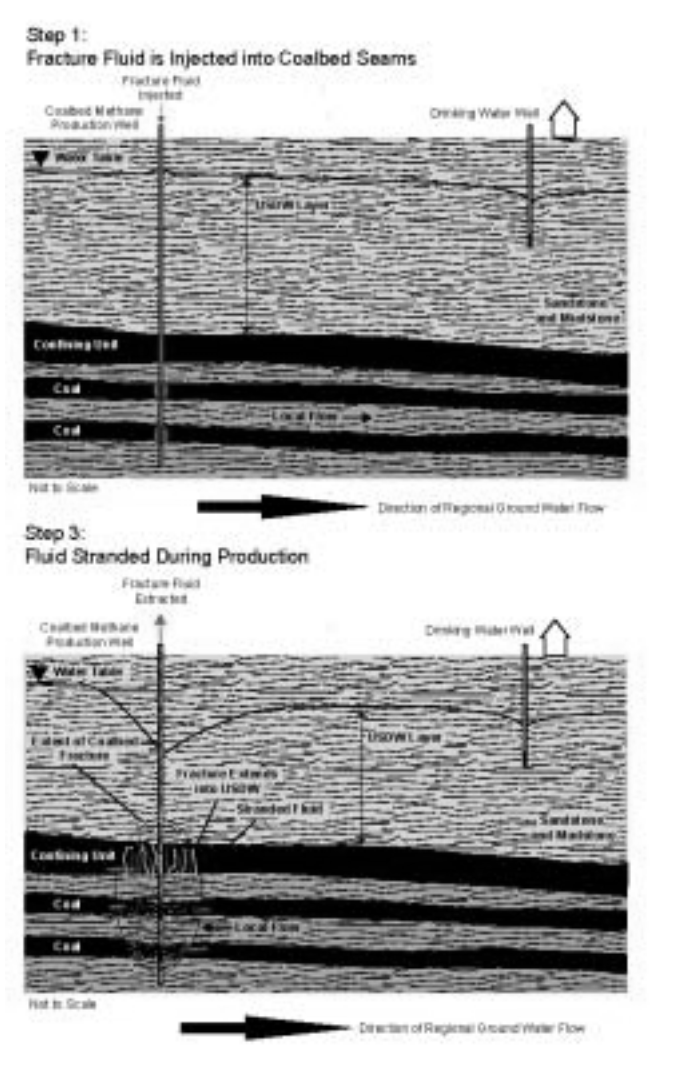 Step 1:
Fracture Fluid is Injected into Coalbed Seams
Fracture Fluid
Injected
Coalbed Methane
Production Well
Drinking Water Well
Water Table
USDW Layer
Sandstone
and Mudstone
Confining Unit
Coal
Local Flow
Coal
Not to Scale
Direction of Regional Ground Water Flow
Step 3:
Fluid Stranded During Production
Fracture Fluid
Extracted
Coalbed Methane
Production Well
Drinking Water Well
Water Table
USDW Layer
Extent of Coalbed
Fracture
Fracture Extends
into USDW
Stranded Fluid
Sandstone
and Mudstone
Confining Unit
Coal
Local Flow
Coal
Not to Scale
Direction of Regional Ground Water Flow